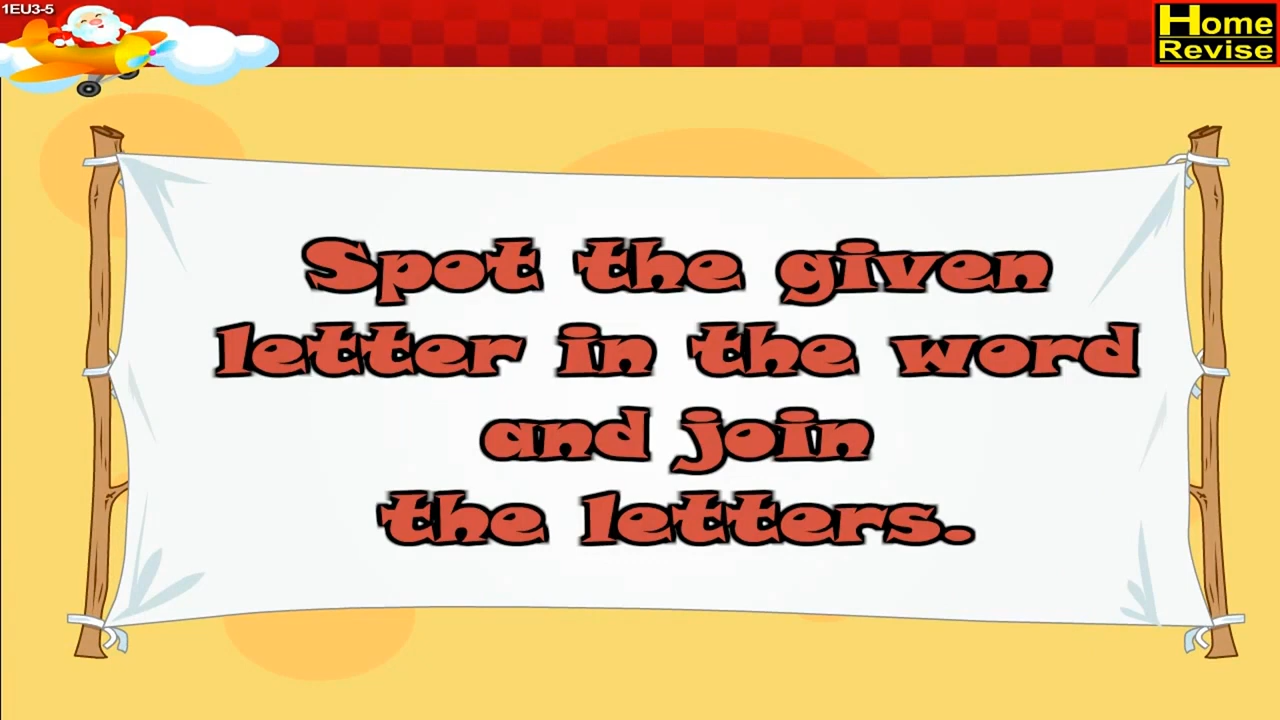 1EU3-5
Home
Revise
Spot the given
letter in the word
and join
the letters.